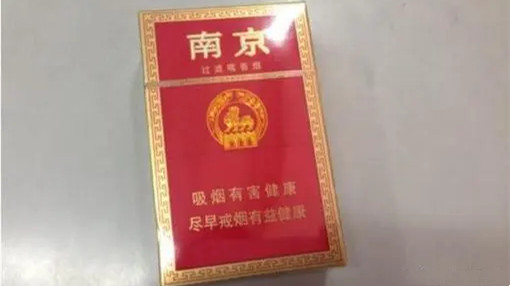 南京
过滤嘴香烟
吸烟有害健康
尽早戒烟有益健康